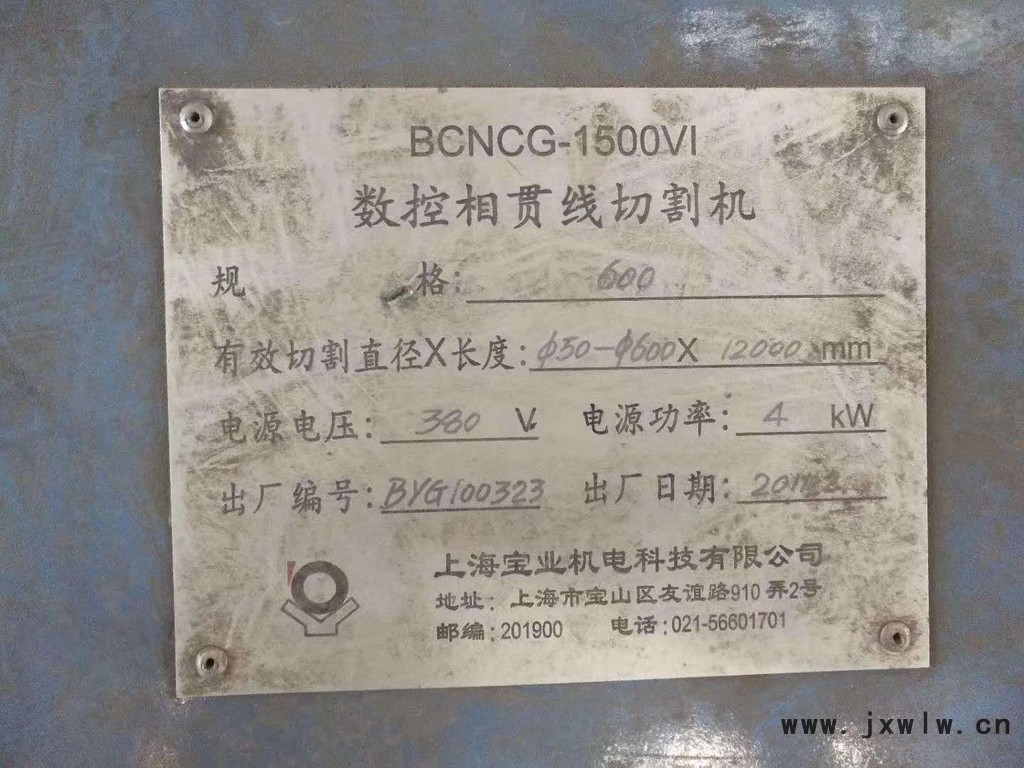 BCNCG-1500VI
数控相贯线切割机
规 格: 600
有效切割直径X长度: φ50-φ600X 12000 mm
电源电压: 380 V 电源功率: 4 kW
出厂编号: BYG100323 出厂日期:
上海宝业机电科技有限公司
地址: 上海市宝山区友谊路910弄2号
邮编: 201900 电话: 021-56601701
www.jxwlw.cn